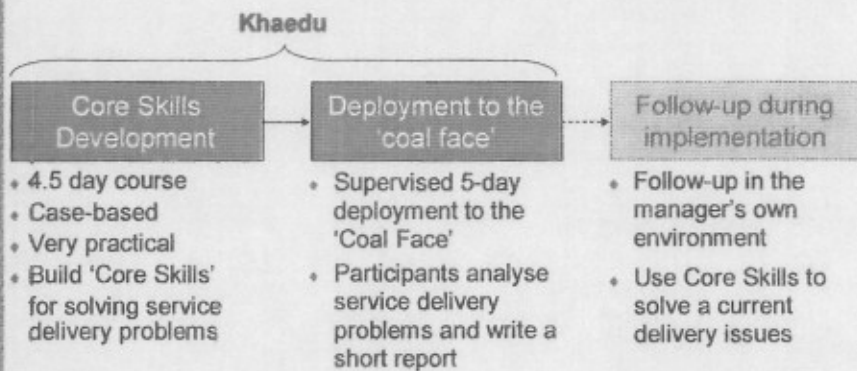 Khaedu
Core Skills
Development
4.5 day course
Case-based
Very practical
Build 'Core Skills'
for solving service
delivery problems
Deployment to the
'coal face'
Supervised 5-day
deployment to the
'Coal Face'
Participants analyse
service delivery
problems and write a
short report
Follow-up during
implementation
Follow-up in the
manager's own
environment
Use Core Skills to
solve a current
delivery issues